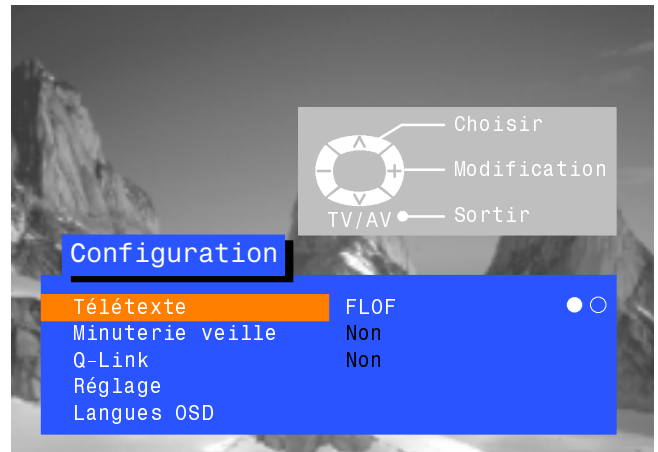 Choisir
Modification
TV/AV Sortir
Configuration
Télétexte FLOF
Minuterie veille Non
Q-Link Non
Réglage
Langues OSD